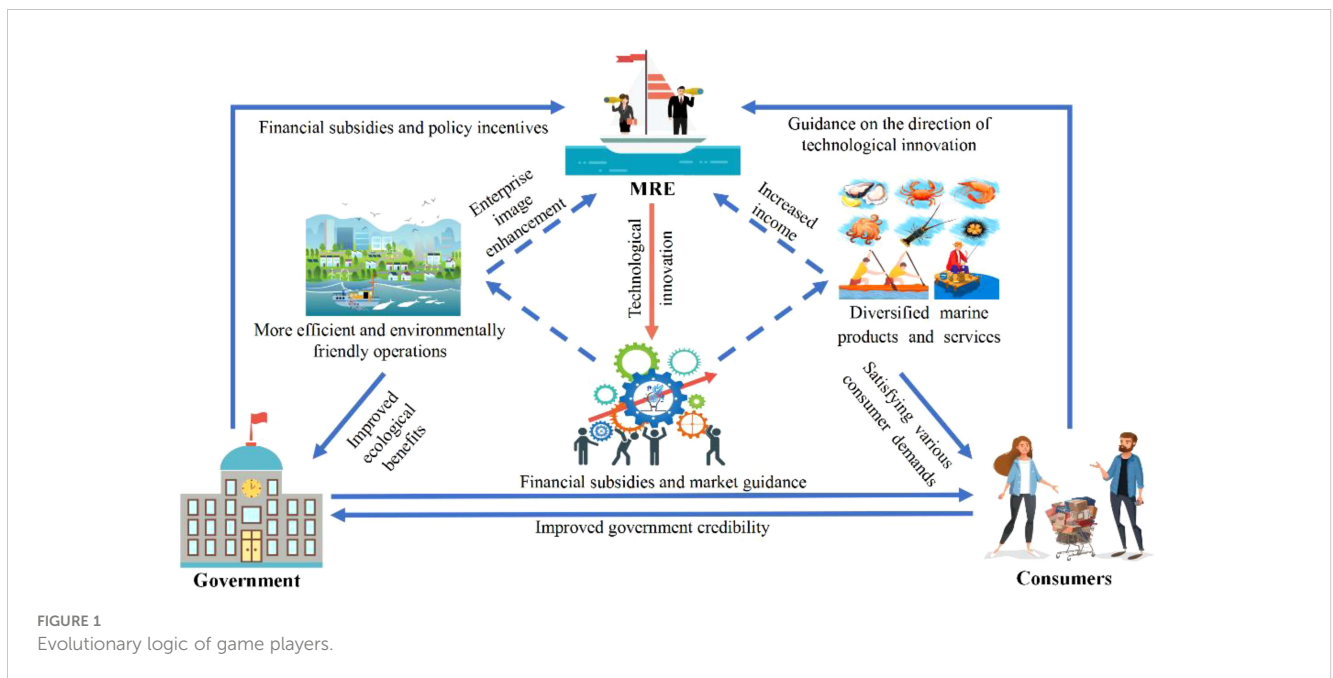 Financial subsidies and policy incentives
Guidance on the direction of
technological innovation
MRE
Enterprise
image
enhancement
Increased
income
Technological
innovation
More efficient and environmentally
friendly operations
Diversified marine
products and services
Improved
ecological
benefits
Satisfying various
consumer demands
Financial subsidies and market guidance
Improved government credibility
Government
Consumers
FIGURE 1
Evolutionary logic of game players.